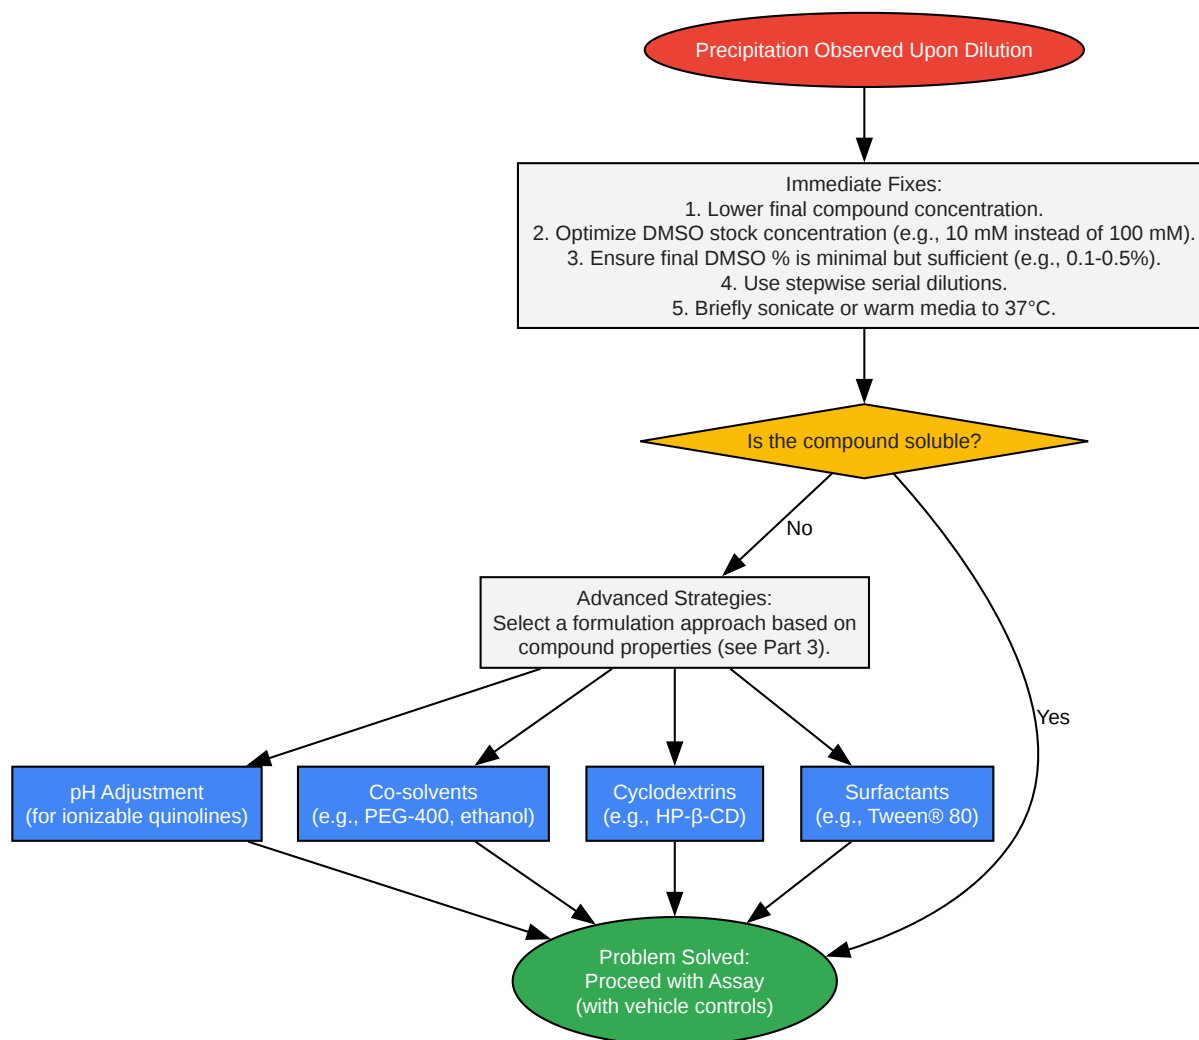 Precipitation Observed Upon Dilution
Immediate Fixes:
1. Lower final compound concentration.
2. Optimize DMSO stock concentration (e.g., 10 mM instead of 100 mM).
3. Ensure final DMSO % is minimal but sufficient (e.g., 0.1-0.5%).
4. Use stepwise serial dilutions.
5. Briefly sonicate or warm media to 37°C.
Is the compound soluble?
No
Advanced Strategies:
Select a formulation approach based on
compound properties (see Part 3).
Yes
pH Adjustment
(for ionizable quinolines)
Co-solvents
(e.g., PEG-400, ethanol)
Cyclodextrins
(e.g., HP-β-CD)
Surfactants
(e.g., Tween® 80)
Problem Solved:
Proceed with Assay
(with vehicle controls)